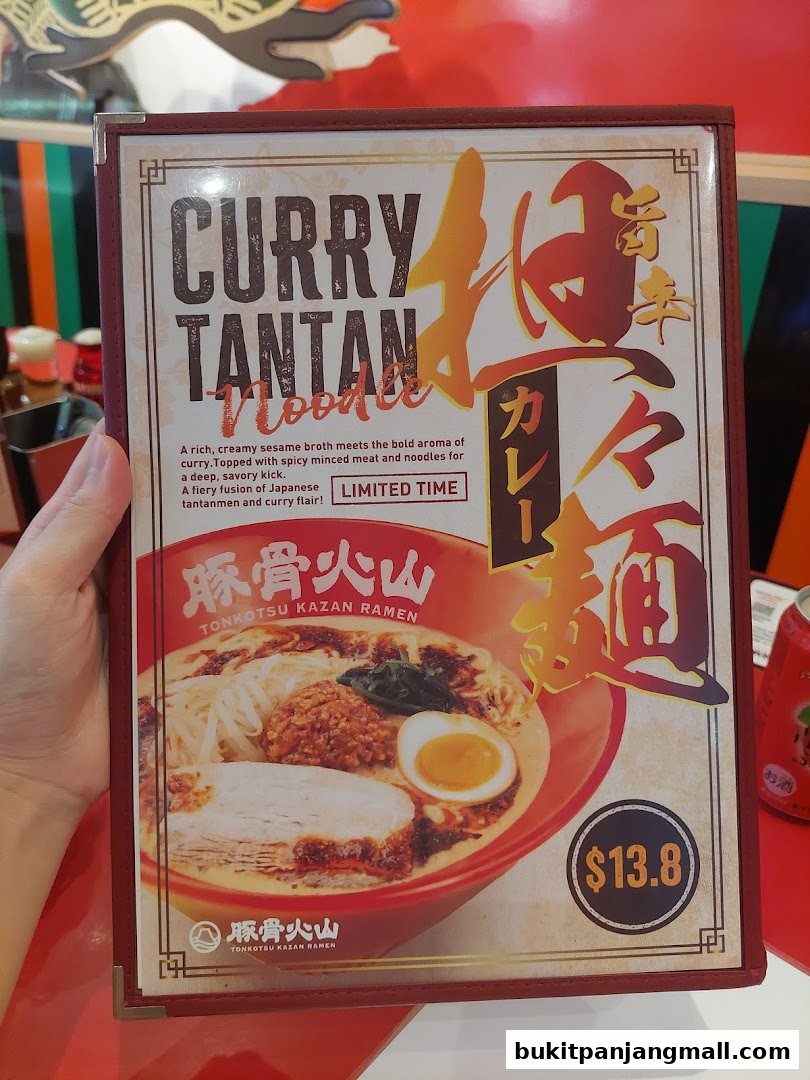 CURRY
TANTAN
Noodle
旨辛
担々麺
カレー
A rich, creamy sesame broth meets the bold aroma of
curry.Topped with spicy minced meat and noodles for
a deep, savory kick.
A fiery fusion of Japanese
tantanmen and curry flair!
LIMITED TIME
豚骨火山
TONKOTSU KAZAN RAMEN
$13.8
豚骨火山
TONKOTSU KAZAN RAMEN
お酒
bukitpanjangmall.com